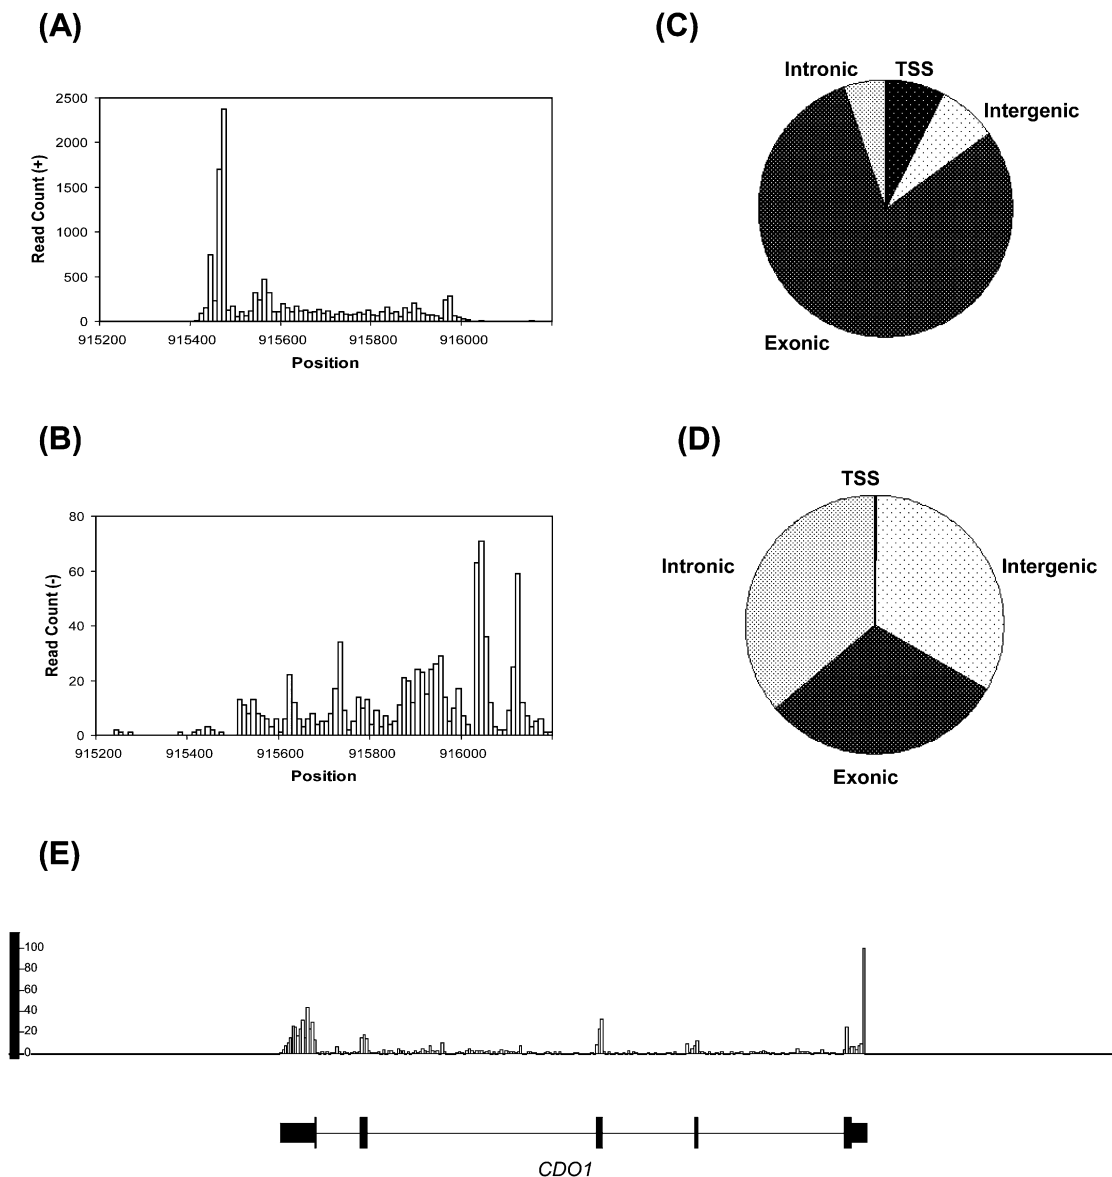 (A)
2500
2000
1500
1000
500
0
Read Count (+)
915200 915400 915600 915800 916000
Position
(C)
Intronic TSS
Intergenic
Exonic
(B)
80
60
40
20
0
Read Count (-)
915200 915400 915600 915800 916000
Position
(D)
TSS
Intronic Intergenic
Exonic
(E)
100
80
60
40
20
0
CDO1